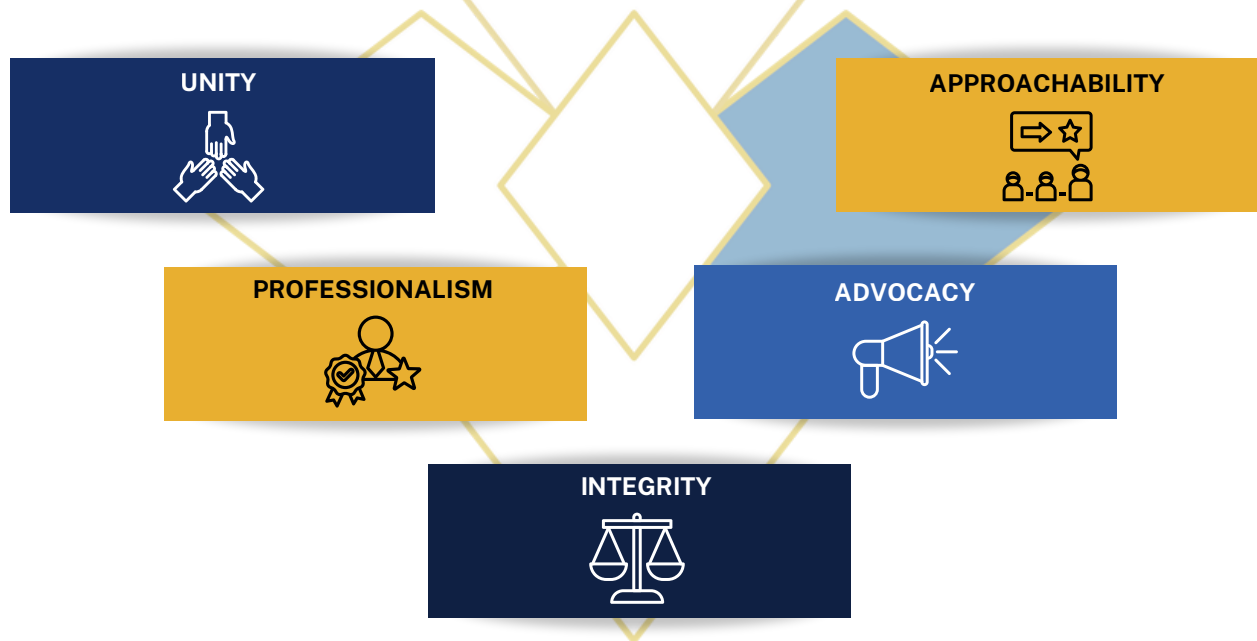 UNITY
APPROACHABILITY
PROFESSIONALISM
ADVOCACY
INTEGRITY